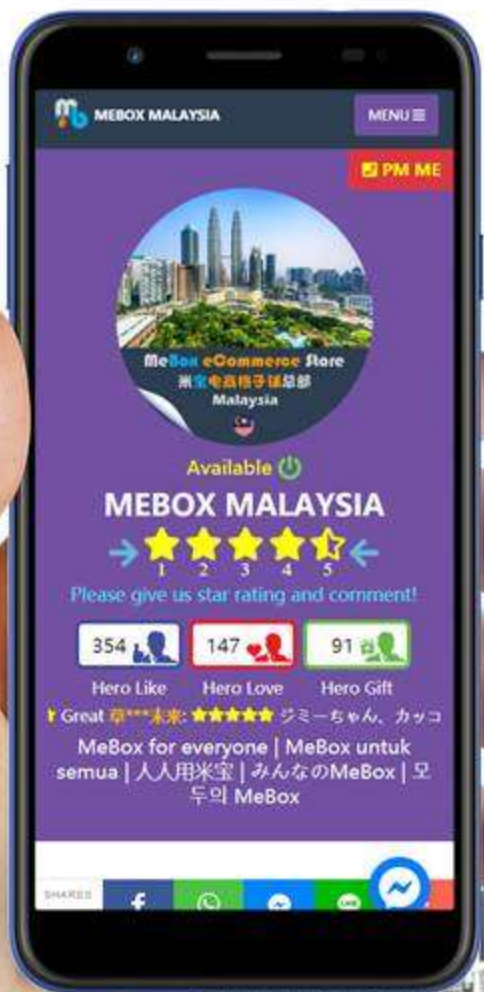 MEBOX MALAYSIA
MENU
PM ME
MeBox eCommerce Store
米宝电商格子铺总部
Malaysia
Available
MEBOX MALAYSIA
1 2 3 4 5
Please give us star rating and comment!
354 147 91
Hero Like Hero Love Hero Gift
Great 草***未来: ジミーちゃん、カッコ
MeBox for everyone | MeBox untuk
semua | 人人用米宝 | みんなのMeBox | 모
두의 MeBox
SHARES
LINE